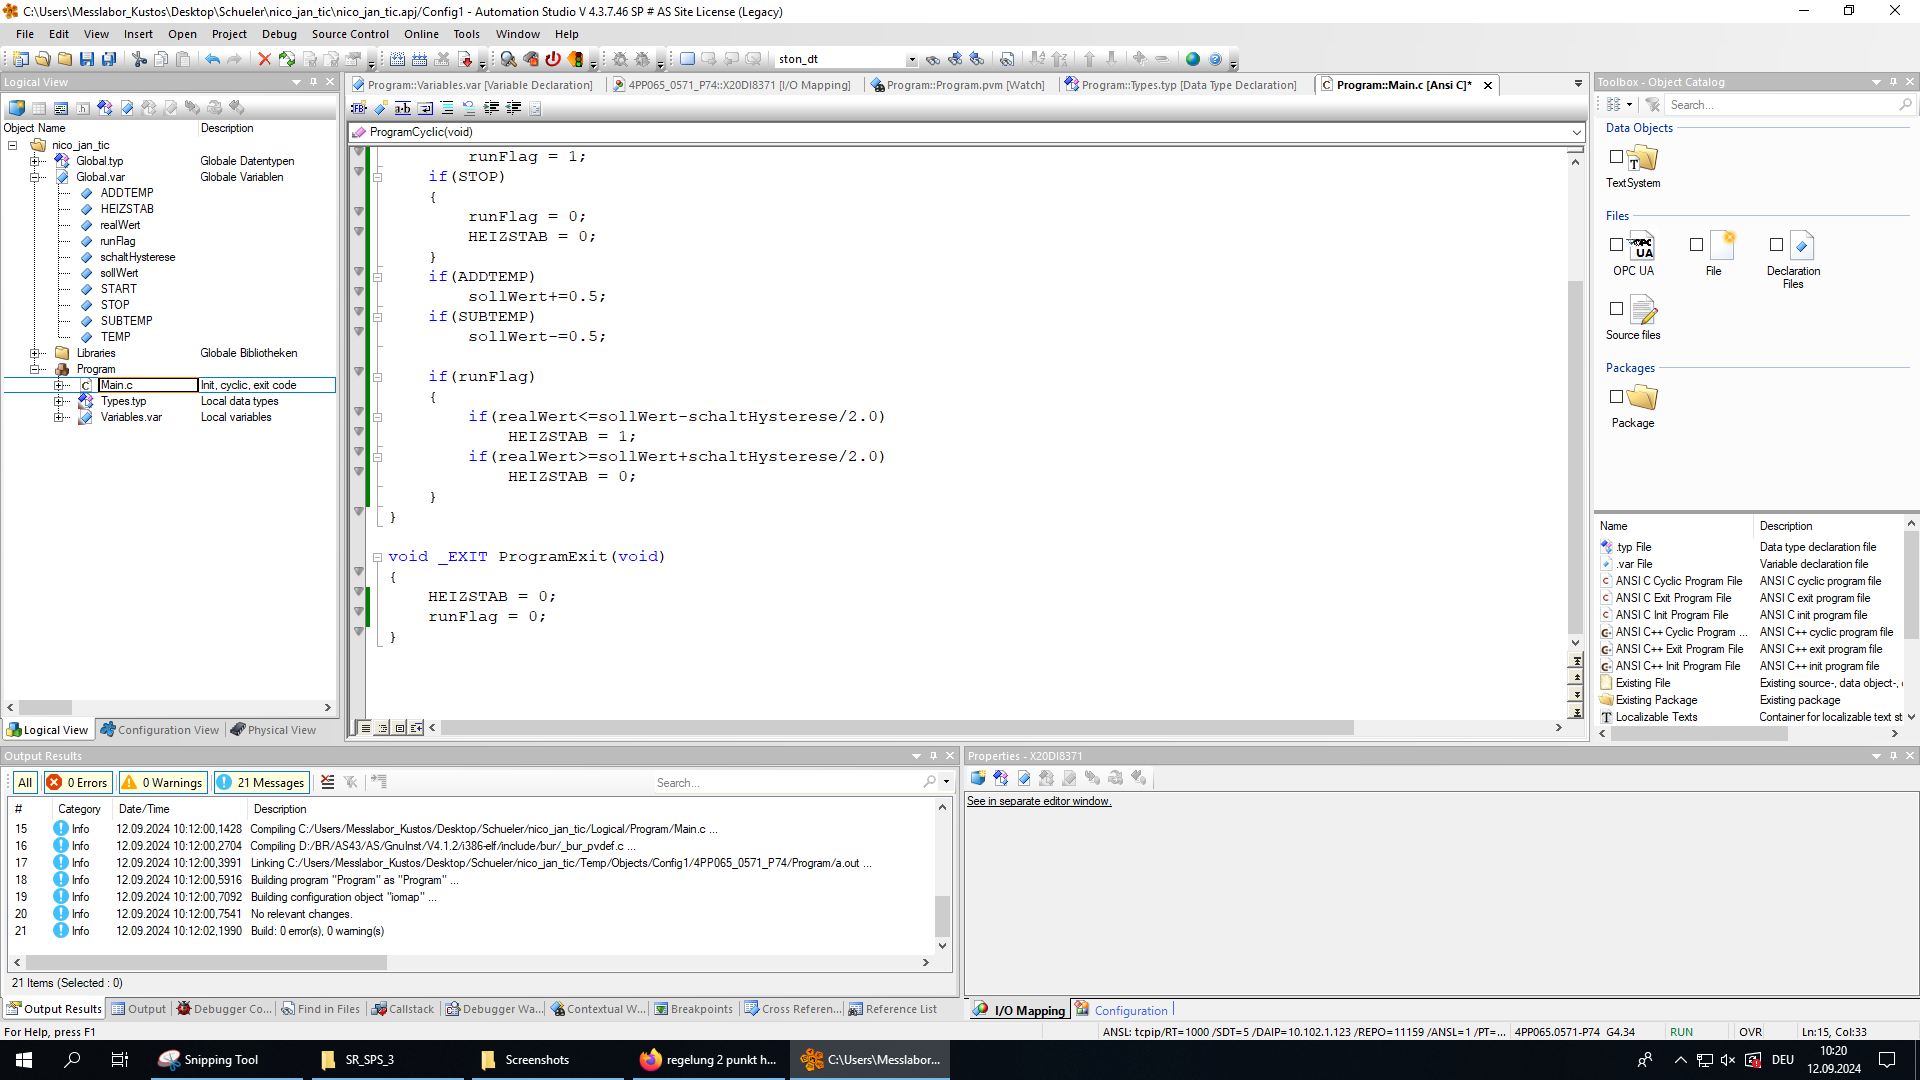 C:\Users\Messlabor_Kustos\Desktop\Schueler\nico_jan_tic\nico_jan_tic.apj/Config1 - Automation Studio V 4.3.7.46 SP # AS Site License (Legacy)
File Edit View Insert Open Project Debug Source Control Online Tools Window Help
ston_dt
Logical View
Object Name Description
nico_jan_tic
Global.typ Globale Datentypen
Global.var Globale Variablen
ADDTEMP
HEIZSTAB
realWert
runFlag
schaltHysterese
sollWert
START
STOP
SUBTEMP
TEMP
Libraries Globale Bibliotheken
Program
Main.c Init, cyclic, exit code
Types.typ Local data types
Variables.var Local variables
Logical View Configuration View Physical View
Program::Variables.var [Variable Declaration] 4PP065_0571_P74::X20DI8371 [I/O Mapping] Program::Program.pvm [Watch] Program::Types.typ [Data Type Declaration] Program::Main.c [Ansi C]*
ProgramCyclic(void)
runFlag = 1;
if(STOP)
{
runFlag = 0;
HEIZSTAB = 0;
}
if(ADDTEMP)
sollWert+=0.5;
if(SUBTEMP)
sollWert-=0.5;
if(runFlag)
{
if(realWert<=sollWert-schaltHysterese/2.0)
HEIZSTAB = 1;
if(realWert>=sollWert+schaltHysterese/2.0)
HEIZSTAB = 0;
}
}
void _EXIT ProgramExit(void)
{
HEIZSTAB = 0;
runFlag = 0;
}
Toolbox - Object Catalog
Search...
Data Objects
TextSystem
Files
OPC UA
File
Declaration Files
Source files
Packages
Package
Name Description
.typ File Data type declaration file
.var File Variable declaration file
ANSI C Cyclic Program File ANSI C cyclic program file
ANSI C Exit Program File ANSI C exit program file
ANSI C Init Program File ANSI C init program file
ANSI C++ Cyclic Program ... ANSI C++ cyclic program file
ANSI C++ Exit Program File ANSI C++ exit program file
ANSI C++ Init Program File ANSI C++ init program file
Existing File Existing source-, data object-,
Existing Package Existing package
Localizable Texts Container for localizable text st
Output Results
All 0 Errors 0 Warnings 21 Messages Search...
# Category Date/Time Description
15 Info 12.09.2024 10:12:00,1428 Compiling C:/Users/Messlabor_Kustos/Desktop/Schueler/nico_jan_tic/Logical/Program/Main.c ...
16 Info 12.09.2024 10:12:00,2704 Compiling D:/BR/AS43/AS/GnuInst/V4.1.2/i386-elf/include/bur/_bur_pvdef.c ...
17 Info 12.09.2024 10:12:00,3991 Linking C:/Users/Messlabor_Kustos/Desktop/Schueler/nico_jan_tic/Temp/Objects/Config1/4PP065_0571_P74/Program/a.out ...
18 Info 12.09.2024 10:12:00,5916 Building program "Program" as "Program" ...
19 Info 12.09.2024 10:12:00,7092 Building configuration object "iomap" ...
20 Info 12.09.2024 10:12:00,7541 No relevant changes.
21 Info 12.09.2024 10:12:02,1990 Build: 0 error(s), 0 warning(s)
21 Items (Selected : 0)
Output Results Output Debugger Co... Find in Files Callstack Debugger Wa... Contextual W... Breakpoints Cross Referen... Reference List
Properties - X20DI8371
See in separate editor window.
I/O Mapping Configuration
For Help, press F1
ANSL: tcpip/RT=1000 /SDT=5 /DAIP=10.102.1.123 /REPO=11159 /ANSL=1 /PT=... 4PP065.0571-P74 G4.34 RUN OVR Ln:15, Col:33
Snipping Tool SR_SPS_3 Screenshots regelung 2 punkt h... C:\Users\Messlabor... DEU 10:20
12.09.2024